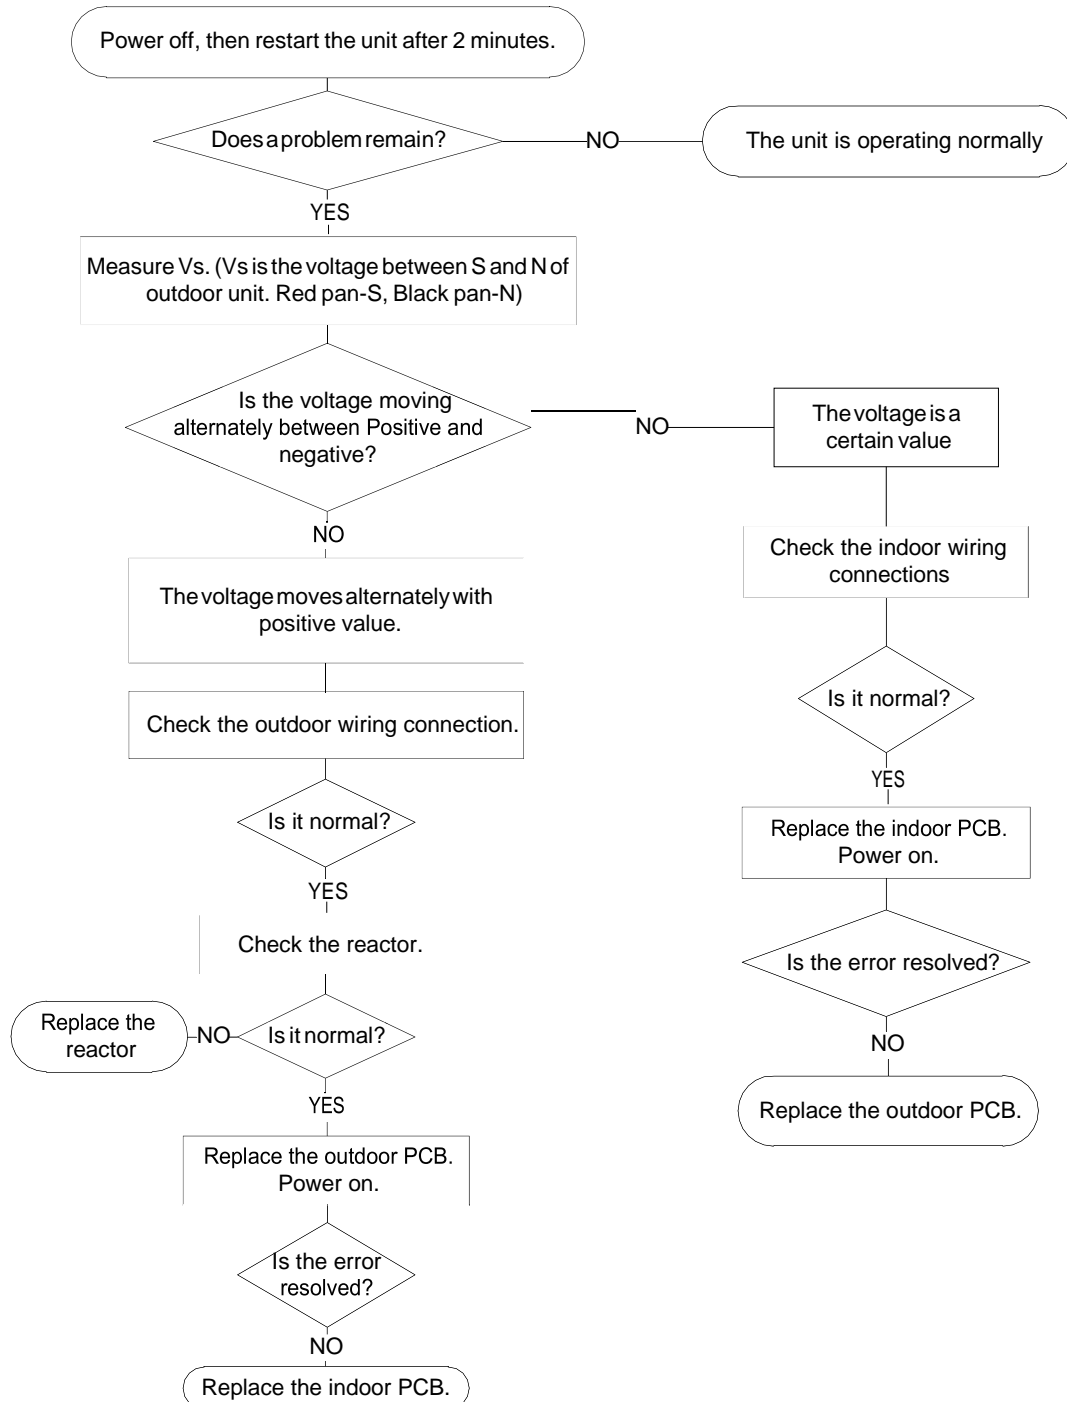 Power off, then restart the unit after 2 minutes.
Does a problem remain?
NO
The unit is operating normally
YES
Measure Vs. (Vs is the voltage between S and N of
outdoor unit. Red pan-S, Black pan-N)
Is the voltage moving
alternately between Positive and
negative?
NO
The voltage is a
certain value
NO
The voltage moves alternately with
positive value.
Check the outdoor wiring connection.
Is it normal?
YES
Check the reactor.
Is it normal?
NO
Replace the
reactor
YES
Replace the outdoor PCB.
Power on.
Is the error
resolved?
NO
Replace the indoor PCB.
Check the indoor wiring
connections
Is it normal?
YES
Replace the indoor PCB.
Power on.
Is the error resolved?
NO
Replace the outdoor PCB.